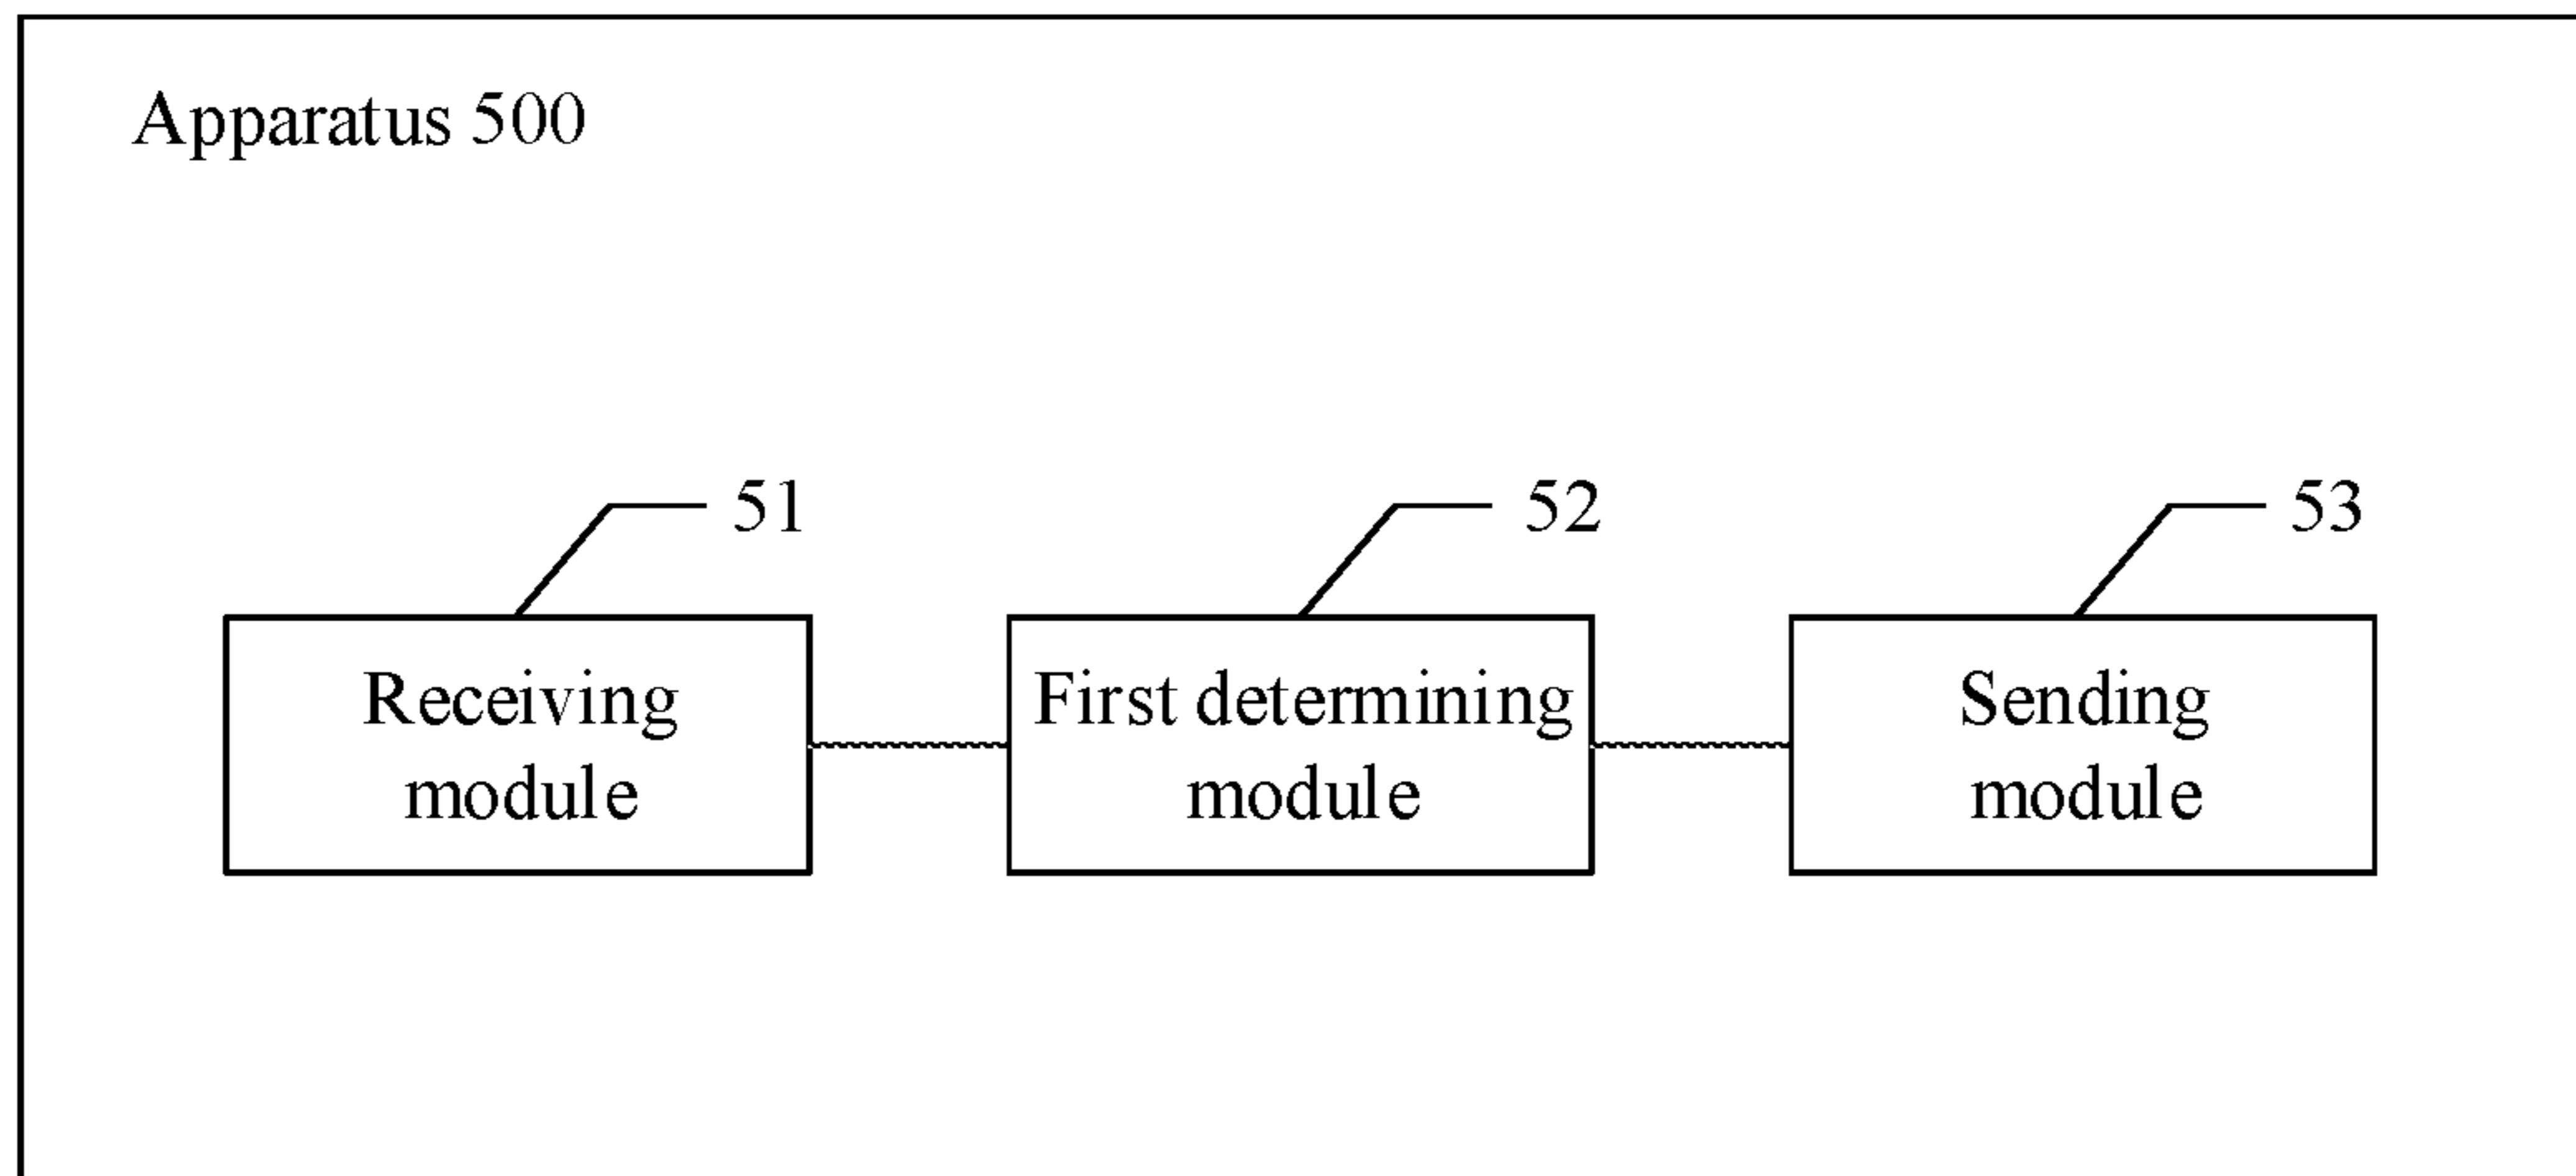 Apparatus 500
51
52
53
Receiving
module
First determining
module
Sending
module